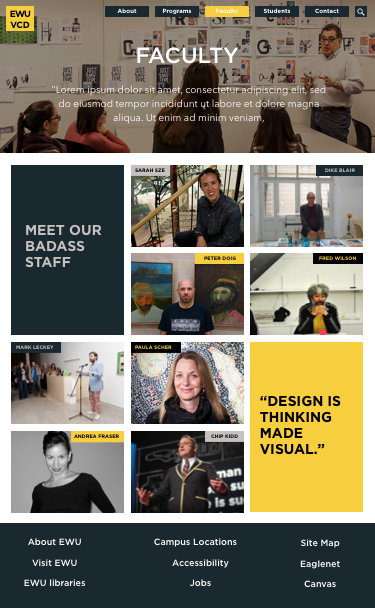 EWU
VCD
About
Programs
Faculty
Students
Contact
FACULTY
“Lorem ipsum dolor sit amet, consectetur adipiscing elit, sed
do eiusmod tempor incididunt ut labore et dolore magna
aliqua. Ut enim ad minim veniam,
MEET OUR
BADASS
STAFF
SARAH SZE
DIKE BLAIR
PETER DOIG
FRED WILSON
MARK LECKEY
PAULA SCHER
“DESIGN IS
THINKING
MADE
VISUAL.”
ANDREA FRASER
CHIP KIDD
About EWU
Campus Locations
Site Map
Visit EWU
Accessibility
Eaglenet
EWU libraries
Jobs
Canvas